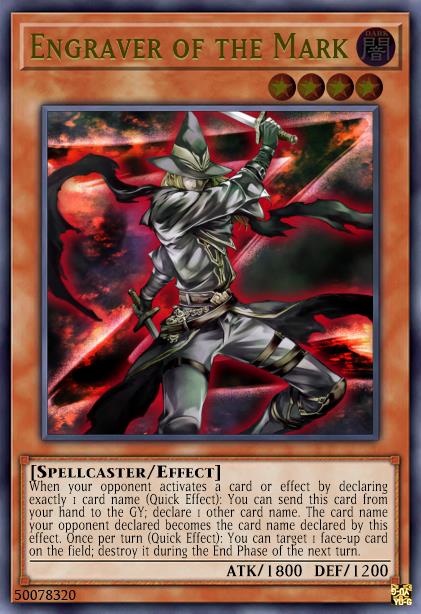 ENGRAVER OF THE MARK
DARK
闇
[SPELLCASTER/EFFECT]
When your opponent activates a card or effect by declaring
exactly 1 card name (Quick Effect): You can send this card from
your hand to the GY; declare 1 other card name. The card name
your opponent declared becomes the card name declared by this
effect. Once per turn (Quick Effect): You can target 1 face-up card
on the field; destroy it during the End Phase of the next turn.
ATK/1800 DEF/1200
50078320